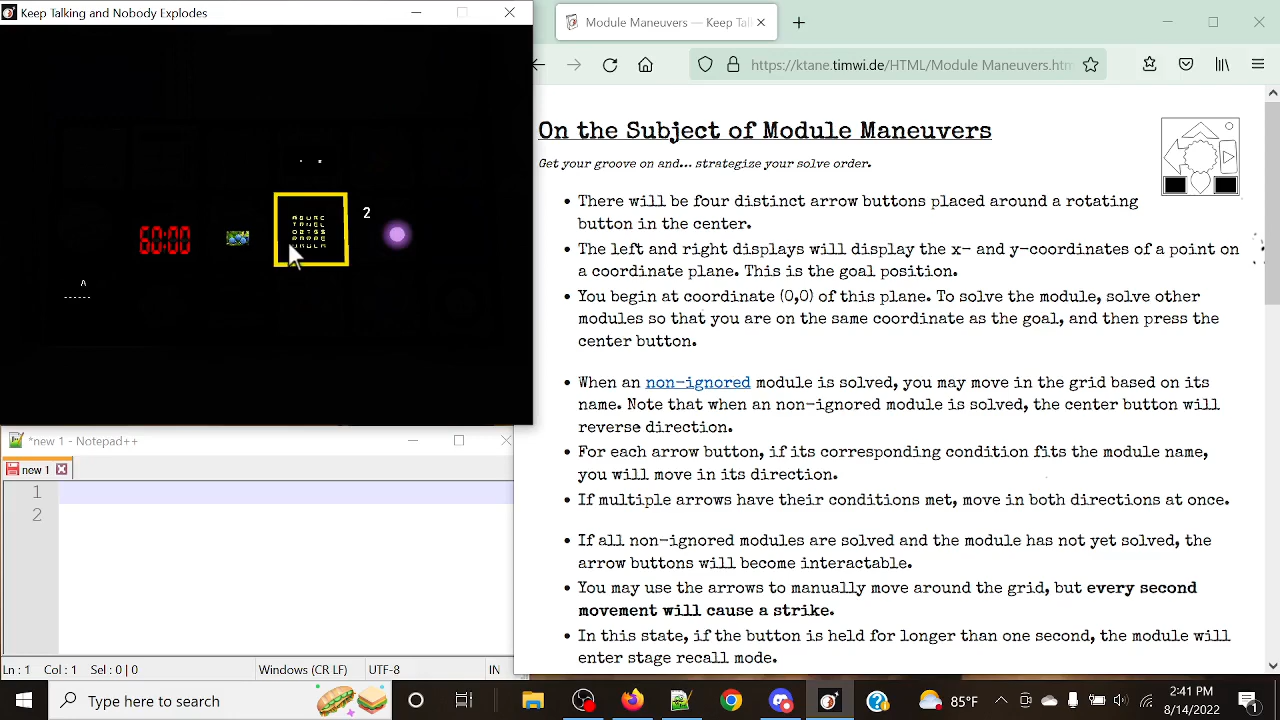 Keep Talking and Nobody Explodes
2
60:00
A
*new 1 - Notepad++
new 1
1
2
Ln : 1 Col : 1 Sel : 0 | 0 Windows (CR LF) UTF-8 IN
Module Maneuvers — Keep Tal
https://ktane.timwi.de/HTML/Module Maneuvers.htm
On the Subject of Module Maneuvers
Get your groove on and... strategize your solve order.
• There will be four distinct arrow buttons placed around a rotating
button in the center.
• The left and right displays will display the x- and y-coordinates of a point on
a coordinate plane. This is the goal position.
• You begin at coordinate (0,0) of this plane. To solve the module, solve other
modules so that you are on the same coordinate as the goal, and then press the
center button.
• When an non-ignored module is solved, you may move in the grid based on its
name. Note that when an non-ignored module is solved, the center button will
reverse direction.
• For each arrow button, if its corresponding condition fits the module name,
you will move in its direction.
• If multiple arrows have their conditions met, move in both directions at once.
• If all non-ignored modules are solved and the module has not yet solved, the
arrow buttons will become interactable.
• You may use the arrows to manually move around the grid, but every second
movement will cause a strike.
• In this state, if the button is held for longer than one second, the module will
enter stage recall mode.
Type here to search
85°F
2:41 PM
8/14/2022